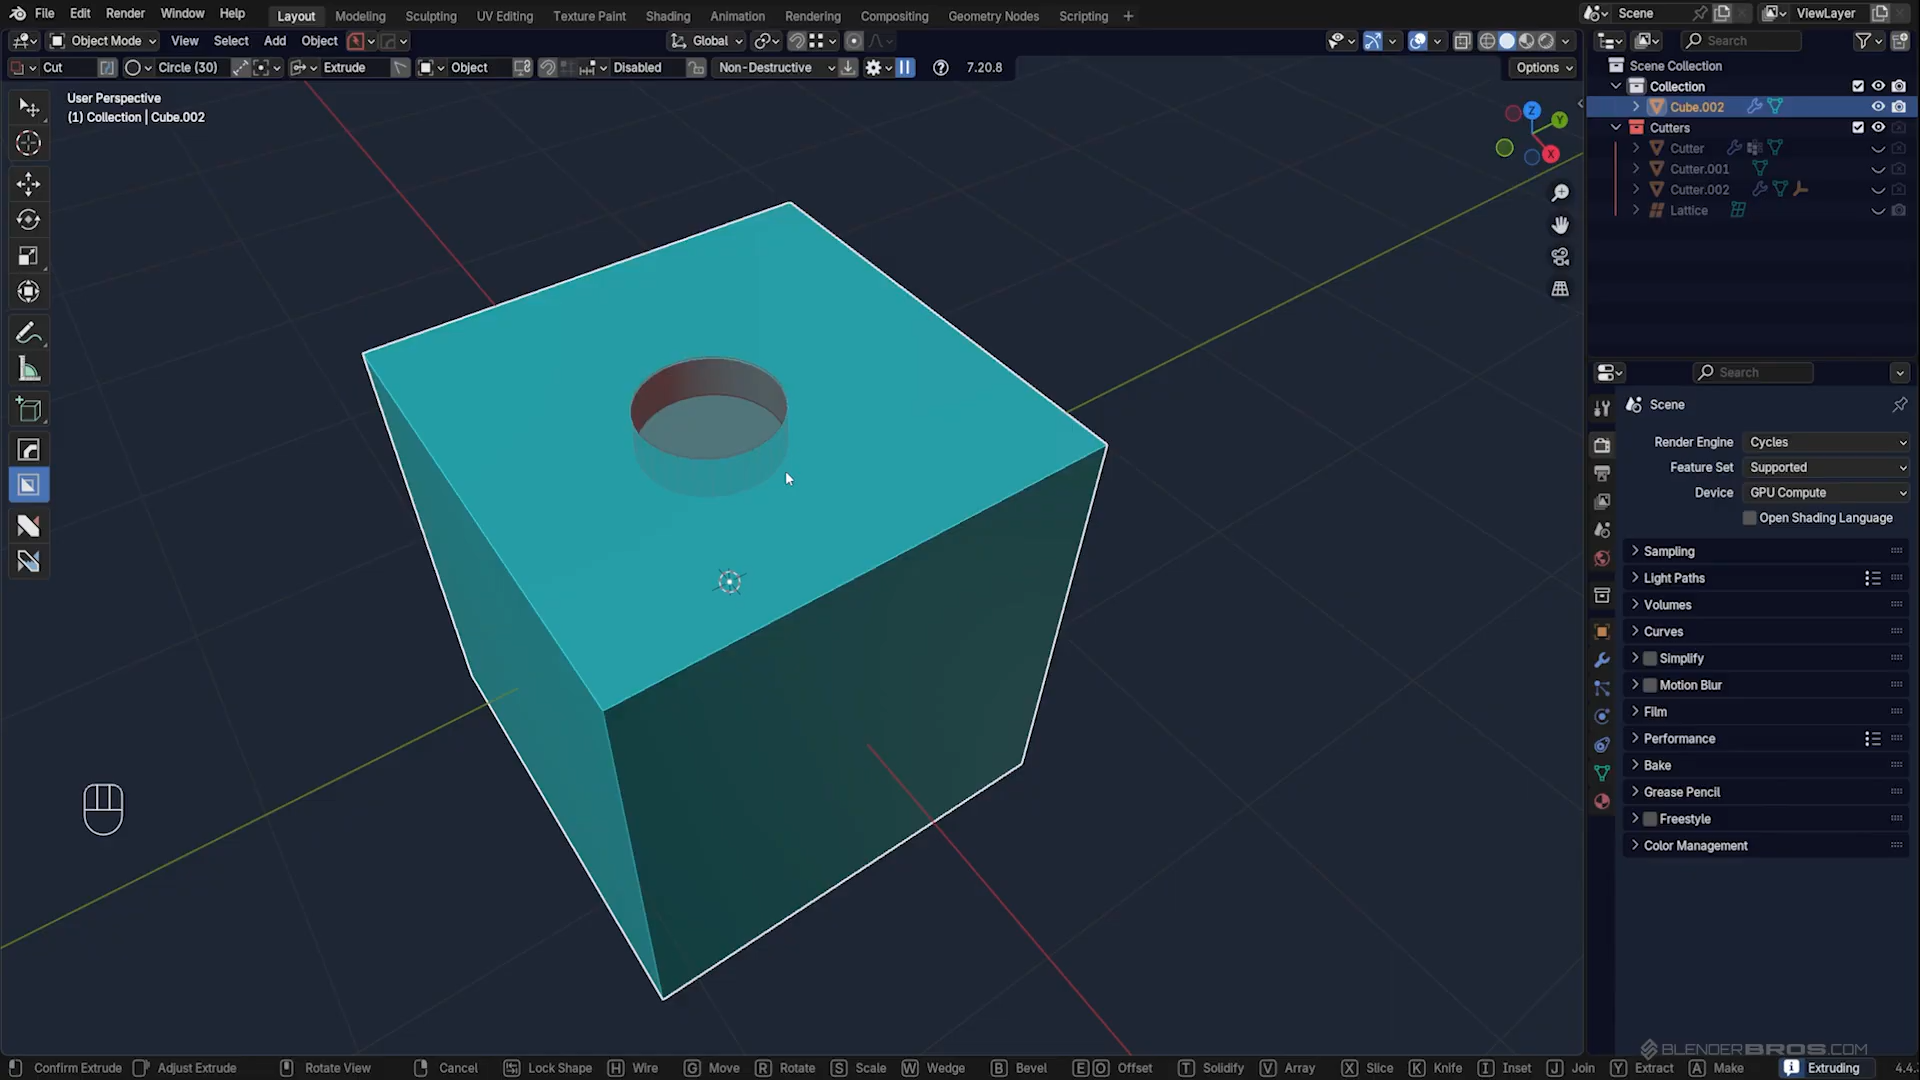 File Edit Render Window Help Layout Modeling Sculpting UV Editing Texture Paint Shading Animation Rendering Compositing Geometry Nodes Scripting + Scene ViewLayer
Object Mode View Select Add Object Global Search
Cut Circle (30) Extrude Object Disabled Non-Destructive 7.20.8 Options
User Perspective
(1) Collection | Cube.002
Z
Y
X
Scene Collection
Collection
Cube.002
Cutters
Cutter
Cutter.001
Cutter.002
Lattice
Search
Scene
Render Engine Cycles
Feature Set Supported
Device GPU Compute
Open Shading Language
Sampling
Light Paths
Volumes
Curves
Simplify
Motion Blur
Film
Performance
Bake
Grease Pencil
Freestyle
Color Management
BLENDERBROS.COM
Confirm Extrude Adjust Extrude Rotate View Cancel Lock Shape H Wire G Move R Rotate S Scale W Wedge B Bevel E O Offset T Solidify V Array X Slice K Knife I Inset J Join Y Extract A Make Extruding 4.4.